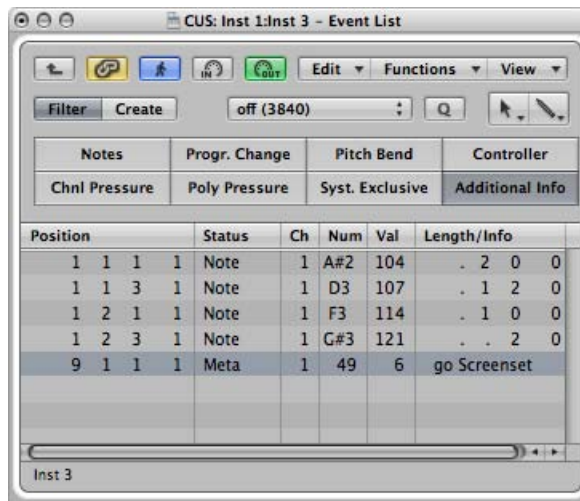 CUS: Inst 1:Inst 3 – Event List
IN OUT Edit Functions View
Filter Create off (3840) Q
Notes Progr. Change Pitch Bend Controller
Chnl Pressure Poly Pressure Syst. Exclusive Additional Info
Position Status Ch Num Val Length/Info
1 1 1 1 Note 1 A#2 104 . 2 0 0
1 1 3 1 Note 1 D3 107 . 1 2 0
1 2 1 1 Note 1 F3 114 . 1 0 0
1 2 3 1 Note 1 G#3 121 . . 2 0
9 1 1 1 Meta 1 49 6 go Screenset
Inst 3